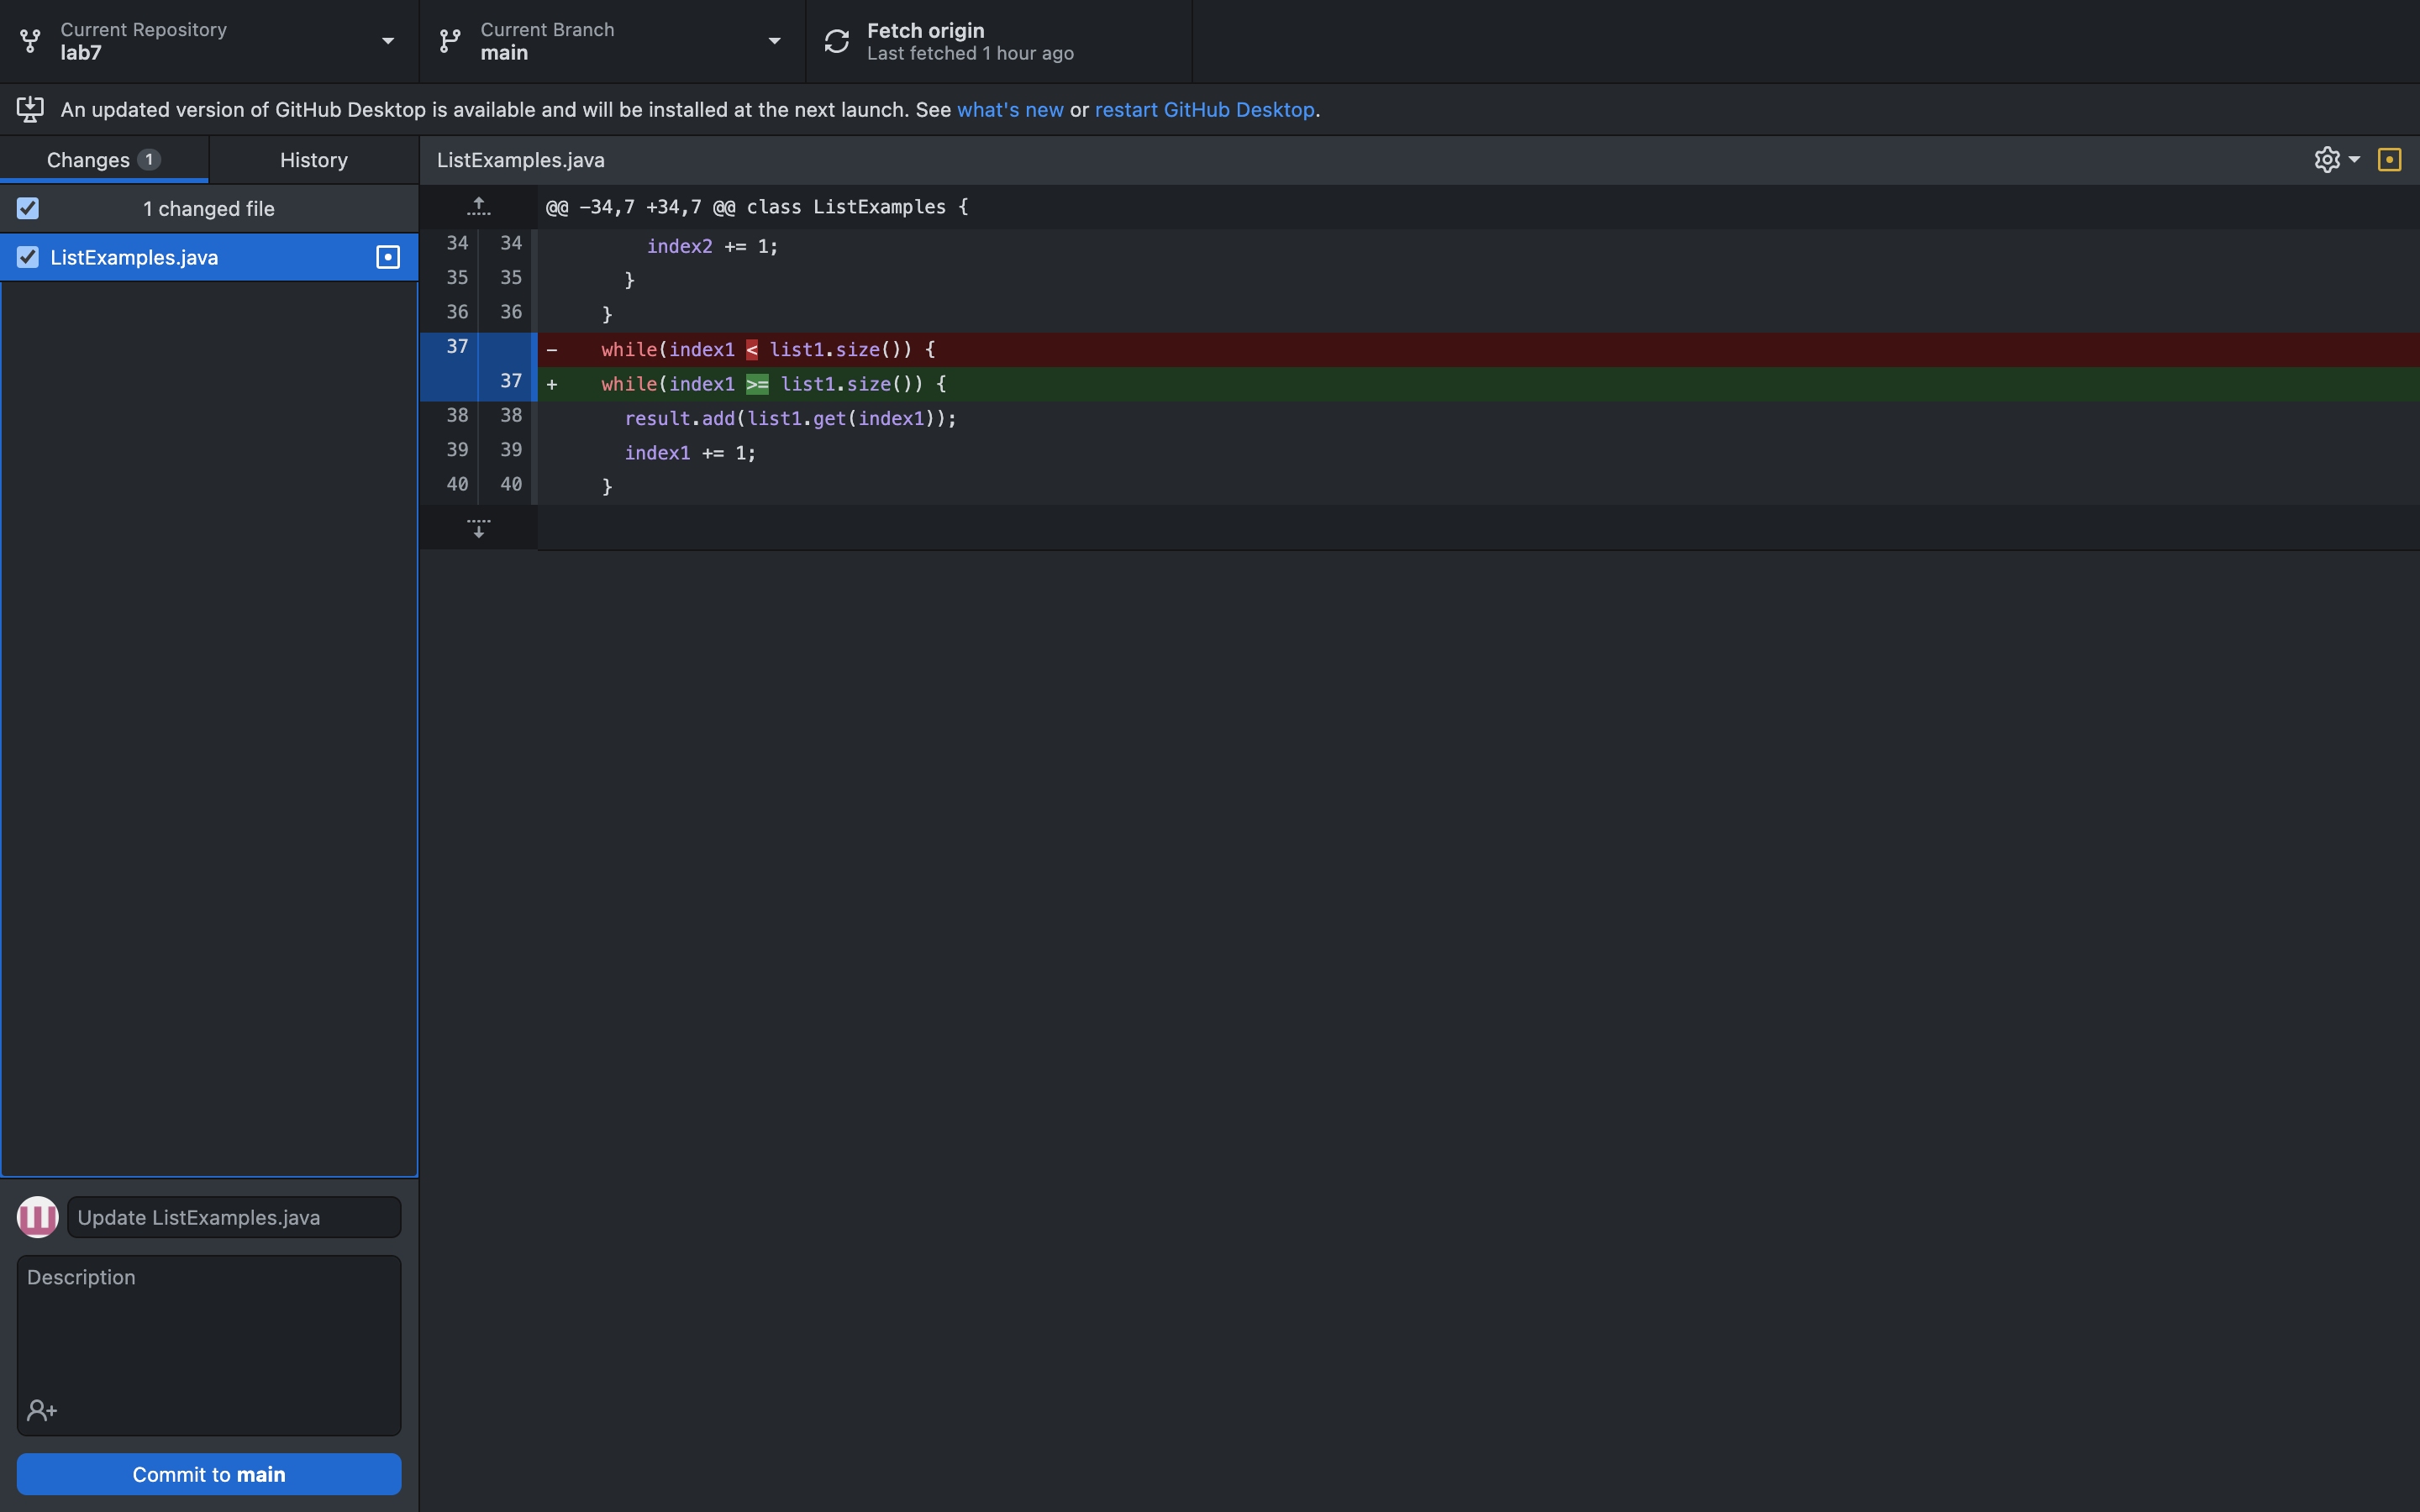 Current Repository
lab7
Current Branch
main
Fetch origin
Last fetched 1 hour ago
An updated version of GitHub Desktop is available and will be installed at the next launch. See what's new or restart GitHub Desktop.
Changes 1
History
ListExamples.java
1 changed file
ListExamples.java
@@ -34,7 +34,7 @@ class ListExamples {
34 34 index2 += 1;
35 35 }
36 36 }
37 - while(index1 < list1.size()) {
37 + while(index1 >= list1.size()) {
38 38 result.add(list1.get(index1));
39 39 index1 += 1;
40 40 }
Update ListExamples.java
Description
Commit to main